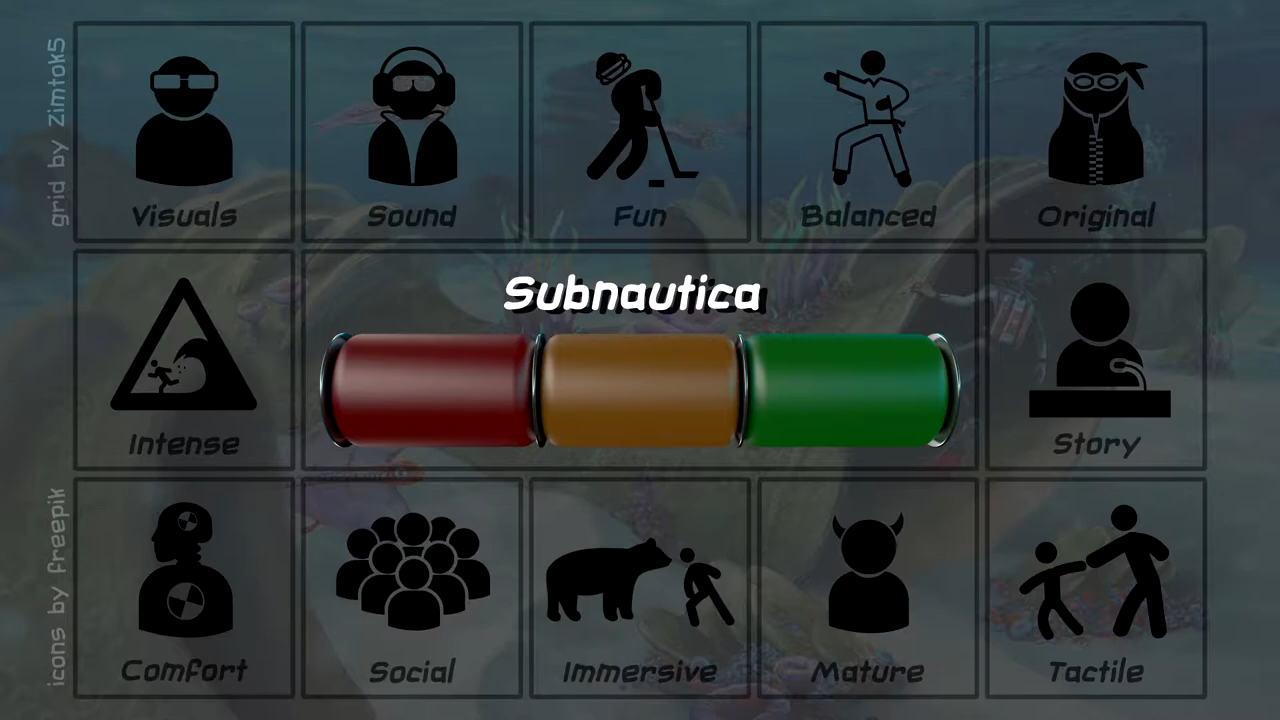 grid by Zimtok5
Visuals
Sound
Fun
Balanced
Original
Intense
Subnautica
Story
icons by freepik
Comfort
Social
Immersive
Mature
Tactile